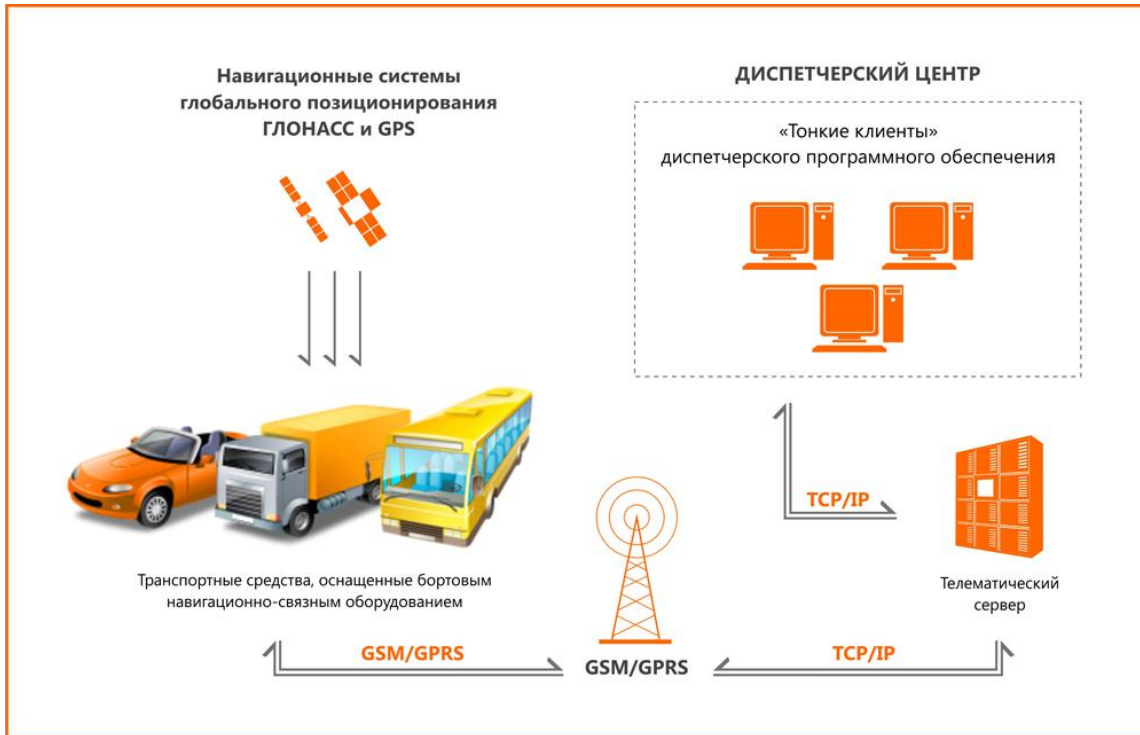 Навигационные системы
глобального позиционирования
ГЛОНАСС и GPS
ДИСПЕТЧЕРСКИЙ ЦЕНТР
«Тонкие клиенты»
диспетчерского программного обеспечения
TCP/IP
Транспортные средства, оснащенные бортовым
навигационно-связным оборудованием
Телематический
сервер
GSM/GPRS
GSM/GPRS
TCP/IP